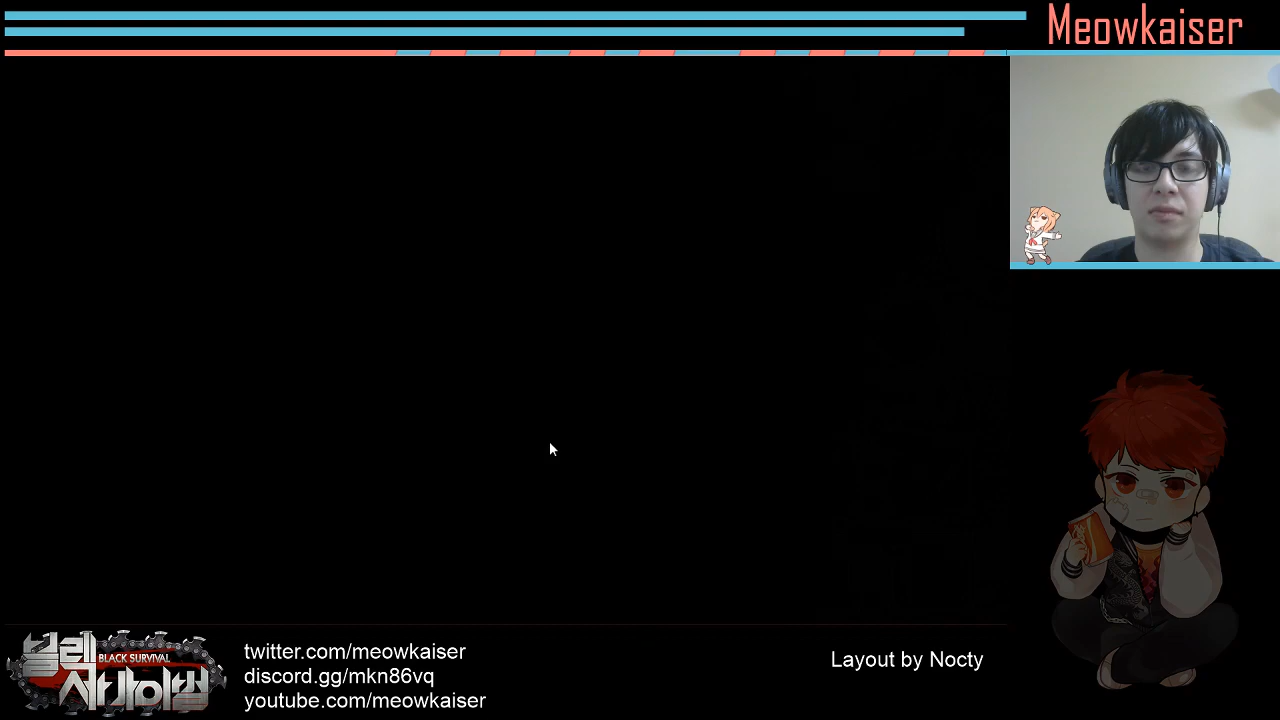 Meowkaiser
블랙
BLACK SURVIVAL
서바이벌
twitter.com/meowkaiser
discord.gg/mkn86vq
youtube.com/meowkaiser
Layout by Nocty